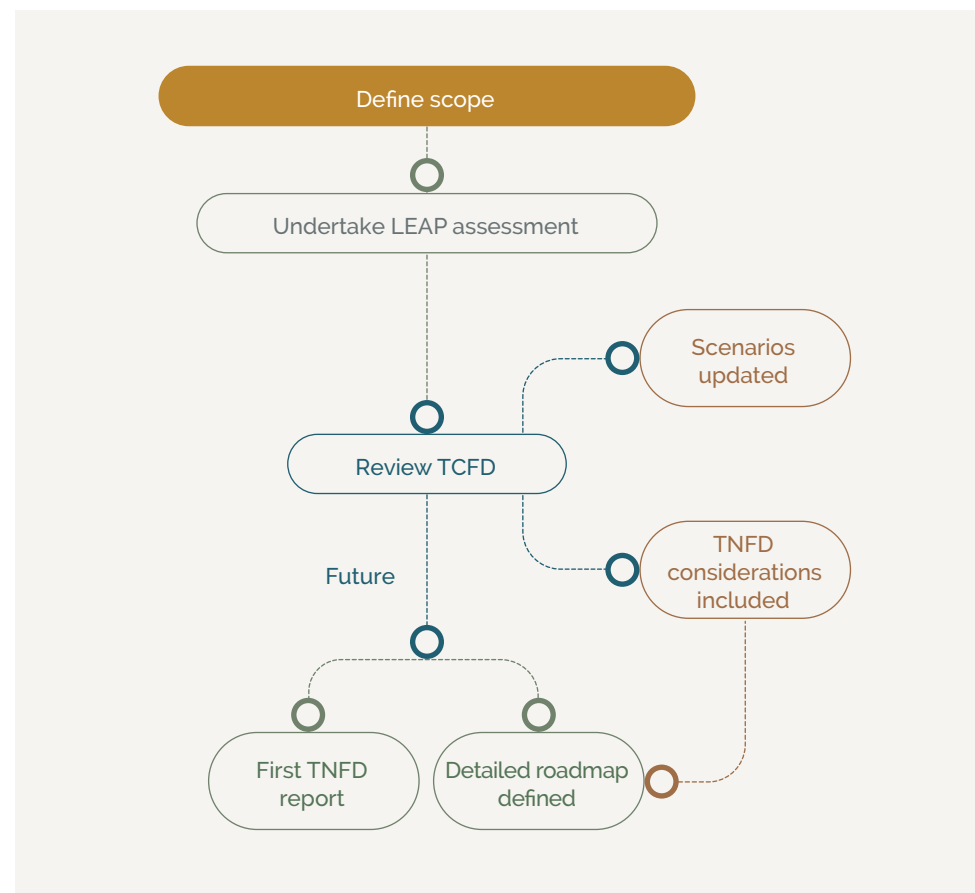 Define scope
Undertake LEAP assessment
Scenarios
updated
Review TCFD
TNFD
considerations
included
Future
First TNFD
report
Detailed roadmap
defined